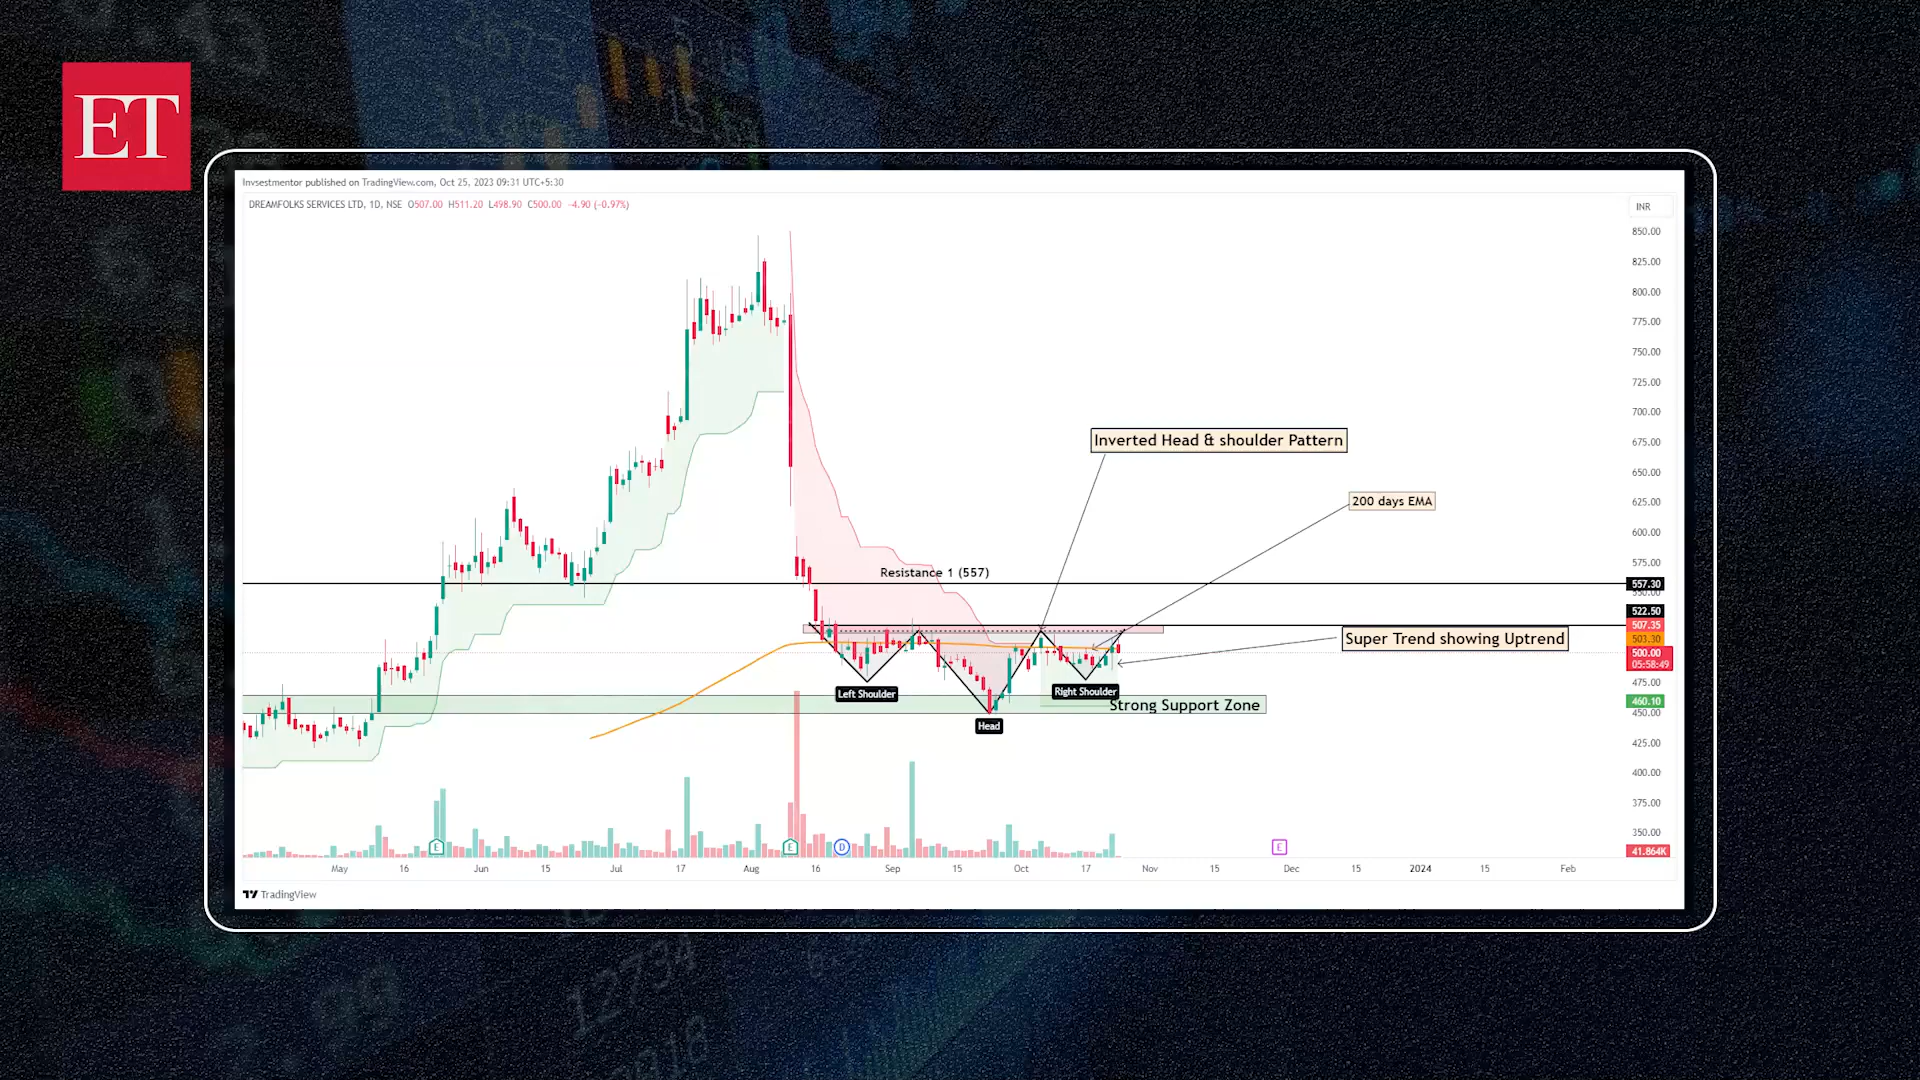 ET
Invsestmentor published on TradingView.com, Oct 25, 2023 09:31 UTC+5:30
DREAMFOLKS SERVICES LTD, 1D, NSE O507.00 H511.20 L498.90 C500.00 -4.90 (-0.97%)
INR
850.00
825.00
800.00
775.00
750.00
725.00
700.00
675.00
650.00
625.00
600.00
575.00
557.30
550.00
522.50
507.35
503.30
500.00
05:58:49
475.00
460.10
450.00
425.00
400.00
375.00
350.00
41.864K
Inverted Head & shoulder Pattern
200 days EMA
Resistance 1 (557)
Super Trend showing Uptrend
Left Shoulder
Right Shoulder
Strong Support Zone
Head
E
E
D
E
May 16 Jun 15 Jul 17 Aug 16 Sep 15 Oct 17 Nov 15 Dec 15 2024 15 Feb
TradingView